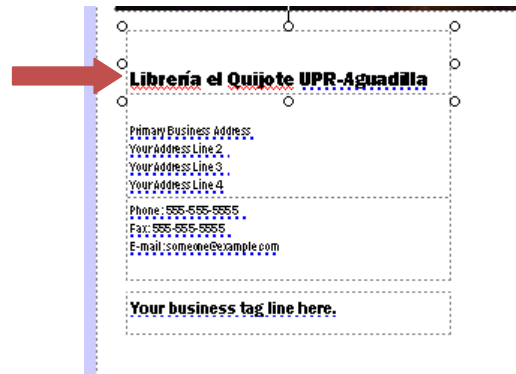 Librería el Quijote UPR-Aguadilla
Primary Business Address
Your Address Line 2
Your Address Line 3
Your Address Line 4
Phone: 555-555-5555
Fax: 555-555-5555
E-mail: someone@example.com
Your business tag line here.